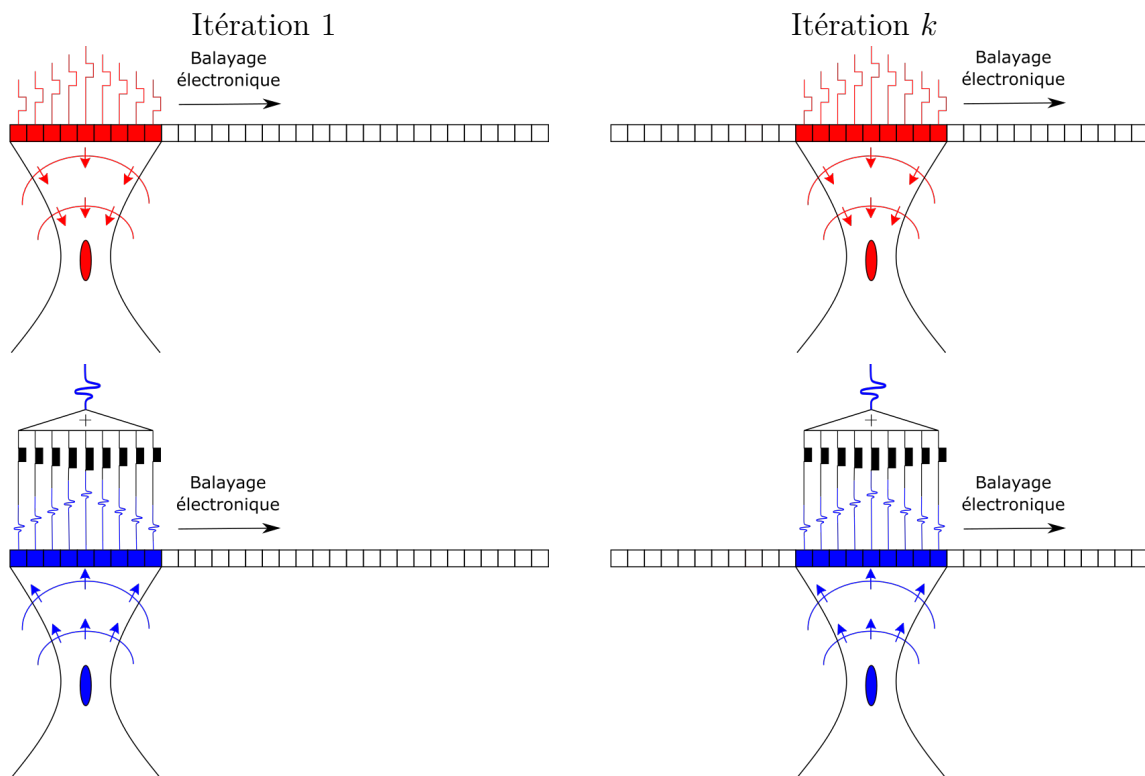 Itération 1
Itération k
Balayage
électronique
Balayage
électronique
+
+
Balayage
électronique
Balayage
électronique